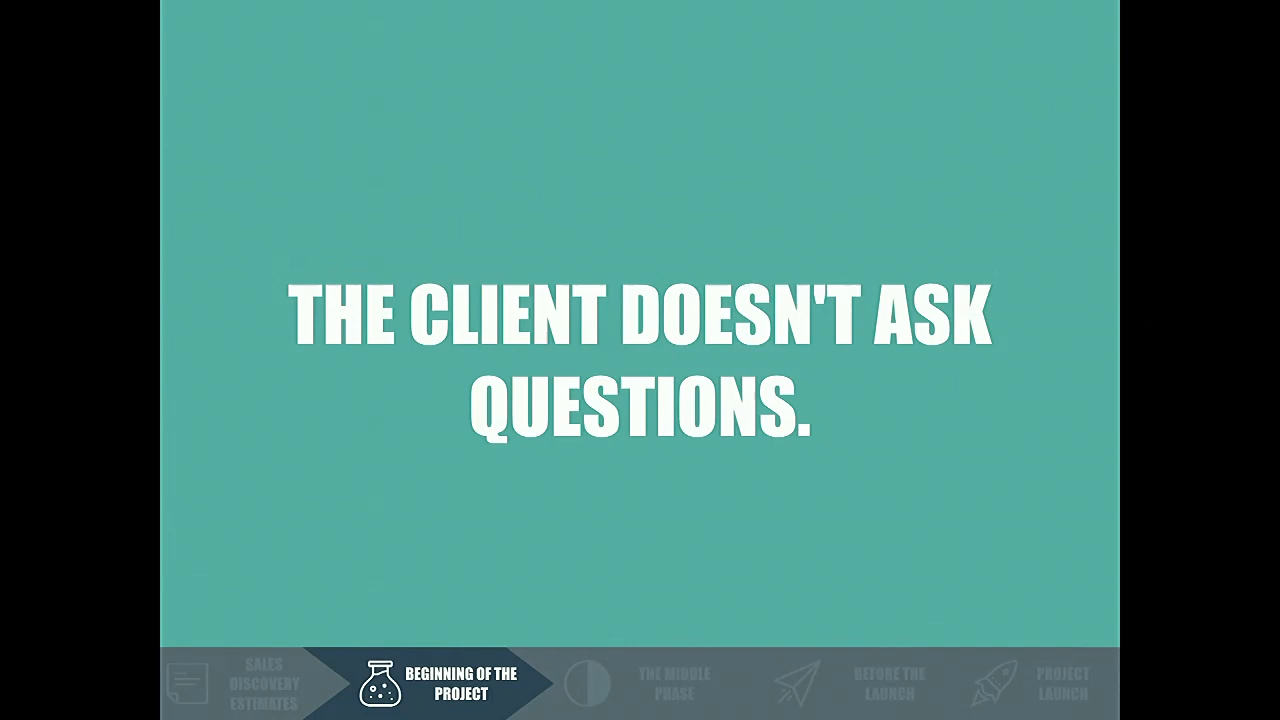 THE CLIENT DOESN'T ASK
QUESTIONS.
SALES
DISCOVERY
ESTIMATES
BEGINNING OF THE
PROJECT
THE MIDDLE
PHASE
BEFORE THE
LAUNCH
PROJECT
LAUNCH